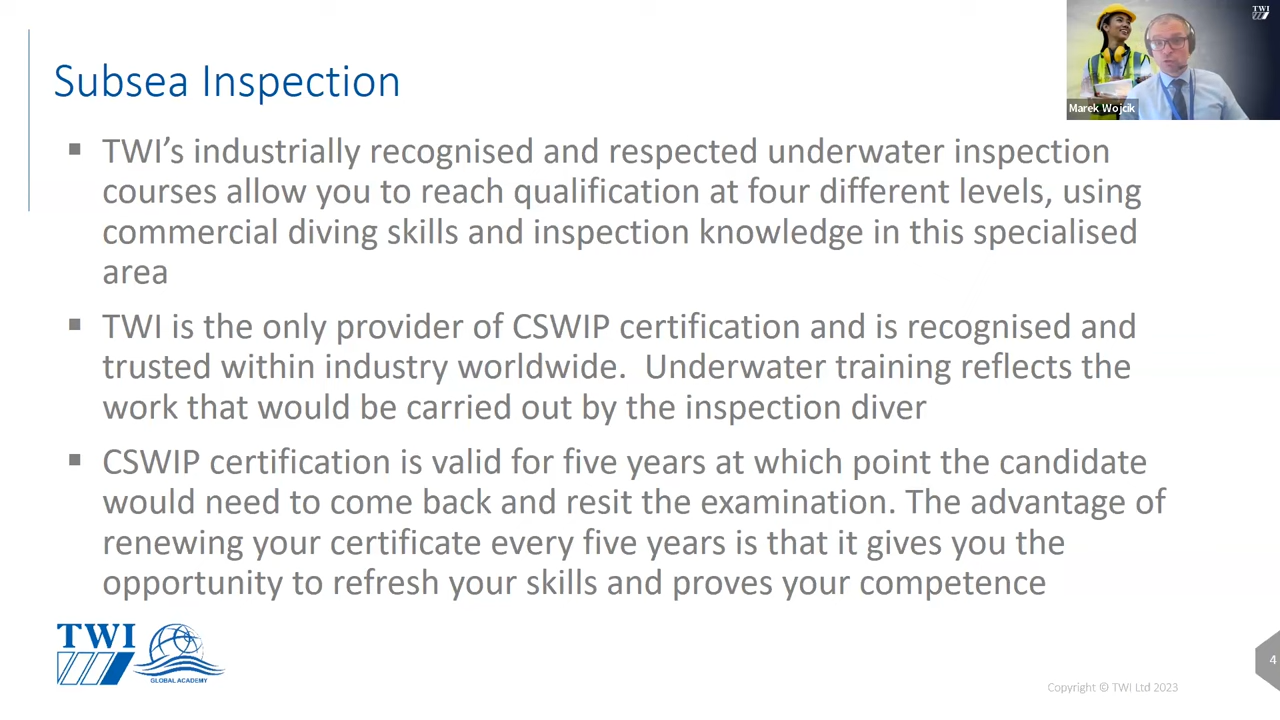 TWI
Marek Wojcik
Subsea Inspection
▪ TWI’s industrially recognised and respected underwater inspection
courses allow you to reach qualification at four different levels, using
commercial diving skills and inspection knowledge in this specialised
area
▪ TWI is the only provider of CSWIP certification and is recognised and
trusted within industry worldwide.  Underwater training reflects the
work that would be carried out by the inspection diver
▪ CSWIP certification is valid for five years at which point the candidate
would need to come back and resit the examination. The advantage of
renewing your certificate every five years is that it gives you the
opportunity to refresh your skills and proves your competence
TWI
GLOBAL ACADEMY
4
Copyright © TWI Ltd 2023